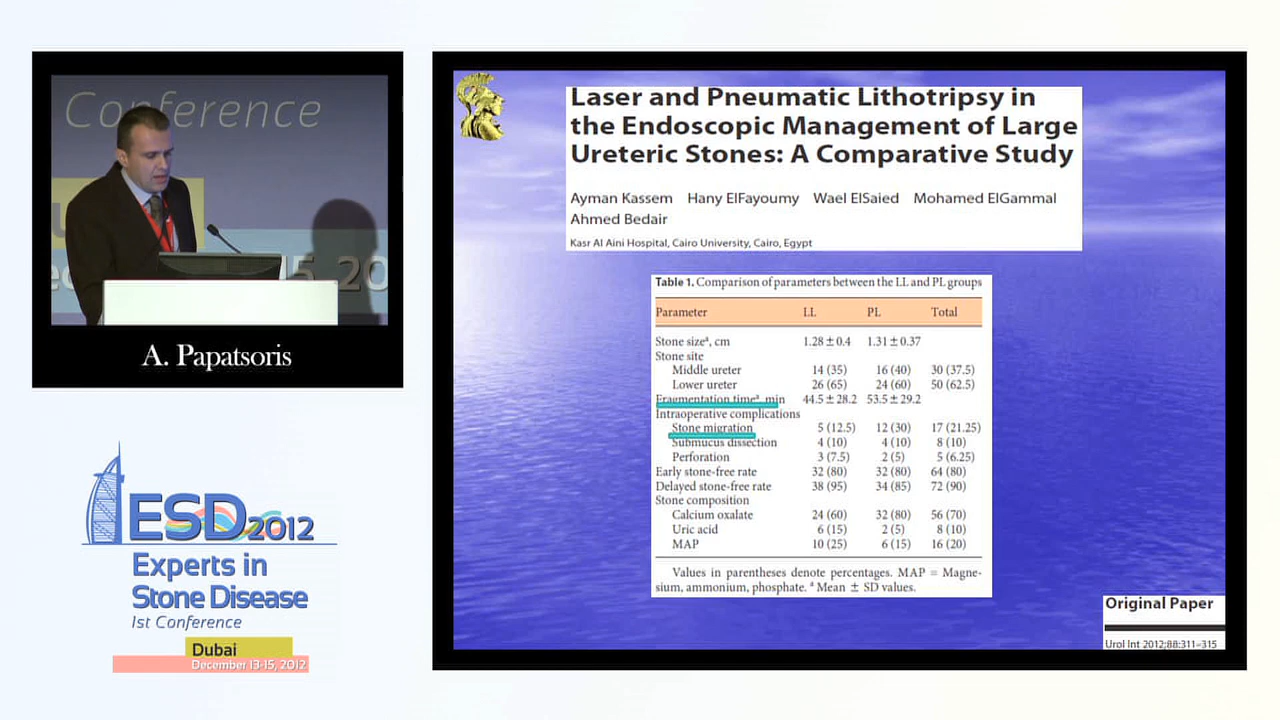 Conference
15, 20
A. Papatsoris
ESD 2012
Experts in
Stone Disease
1st Conference
Dubai
December 13-15, 2012
Laser and Pneumatic Lithotripsy in
the Endoscopic Management of Large
Ureteric Stones: A Comparative Study
Ayman Kassem Hany ElFayoumy Wael ElSaied Mohamed ElGammal
Ahmed Bedair
Kasr Al Aini Hospital, Cairo University, Cairo, Egypt
Table 1. Comparison of parameters between the LL and PL groups
Parameter LL PL Total
Stone sizeª, cm 1.28 ± 0.4 1.31 ± 0.37
Stone site
Middle ureter 14 (35) 16 (40) 30 (37.5)
Lower ureter 26 (65) 24 (60) 50 (62.5)
Fragmentation timeª, min 44.5 ± 28.2 53.5 ± 29.2
Intraoperative complications
Stone migration 5 (12.5) 12 (30) 17 (21.25)
Submucus dissection 4 (10) 4 (10) 8 (10)
Perforation 3 (7.5) 2 (5) 5 (6.25)
Early stone-free rate 32 (80) 32 (80) 64 (80)
Delayed stone-free rate 38 (95) 34 (85) 72 (90)
Stone composition
Calcium oxalate 24 (60) 32 (80) 56 (70)
Uric acid 6 (15) 2 (5) 8 (10)
MAP 10 (25) 6 (15) 16 (20)
Values in parentheses denote percentages. MAP = Magne-
sium, ammonium, phosphate. ª Mean ± SD values.
Original Paper
Urol Int 2012;88:311–315